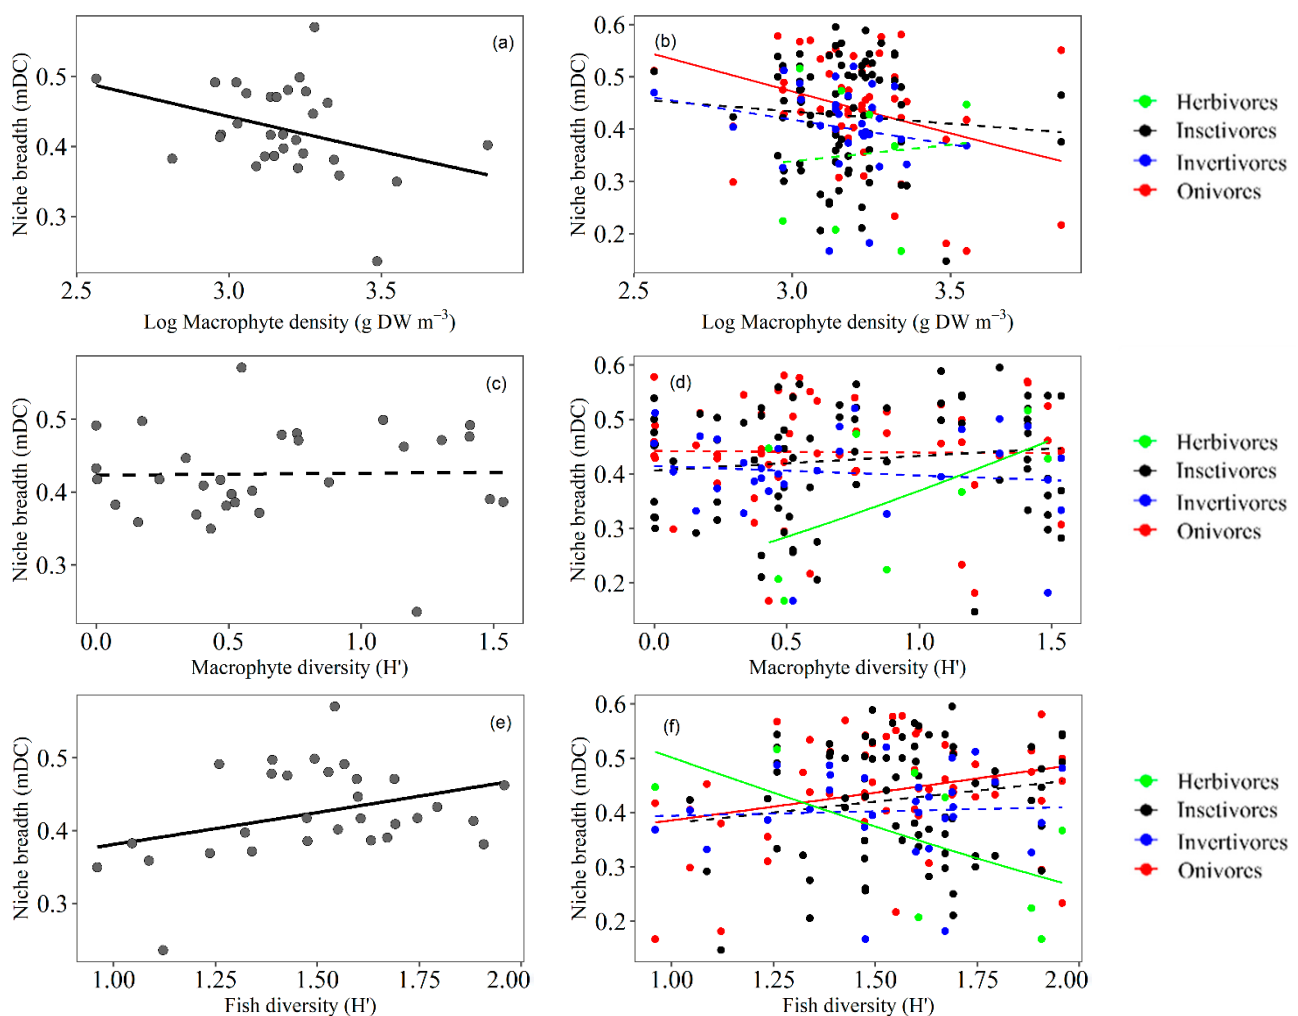 (a)
Niche breadth (mDC)
0.5
0.4
0.3
2.5
3.0
3.5
Log Macrophyte density (g DW m⁻³)
(b)
Niche breadth (mDC)
0.6
0.5
0.4
0.3
0.2
2.5
3.0
3.5
Log Macrophyte density (g DW m⁻³)
Herbivores
Insetivores
Invertivores
Onivores
(c)
Niche breadth (mDC)
0.5
0.4
0.3
0.0
0.5
1.0
1.5
Macrophyte diversity (H')
(d)
Niche breadth (mDC)
0.6
0.5
0.4
0.3
0.2
0.0
0.5
1.0
1.5
Macrophyte diversity (H')
Herbivores
Insetivores
Invertivores
Onivores
(e)
Niche breadth (mDC)
0.5
0.4
0.3
1.00
1.25
1.50
1.75
2.00
Fish diversity (H')
(f)
Niche breadth (mDC)
0.6
0.5
0.4
0.3
0.2
1.00
1.25
1.50
1.75
2.00
Fish diversity (H')
Herbivores
Insetivores
Invertivores
Onivores